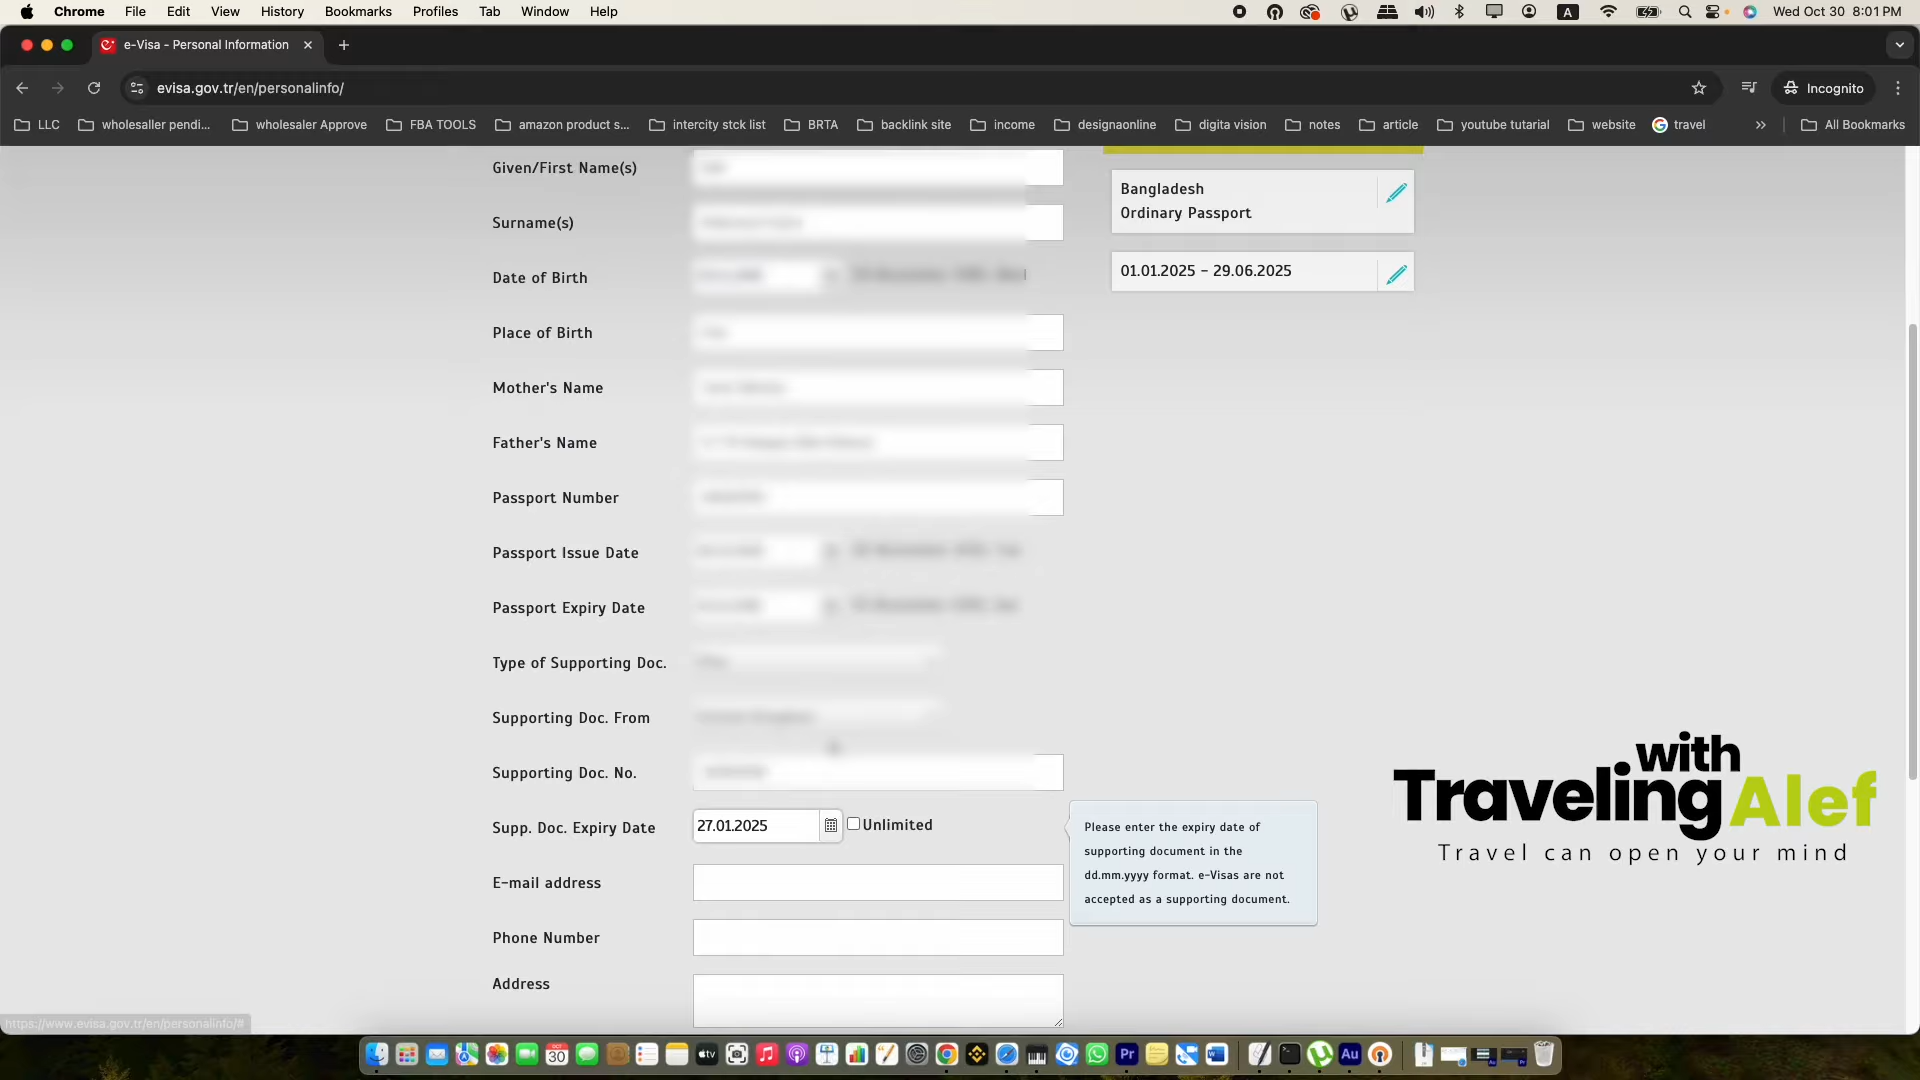 Chrome File Edit View History Bookmarks Profiles Tab Window Help A Wed Oct 30 8:01 PM
e-Visa - Personal Information
evisa.gov.tr/en/personalinfo/ Incognito
LLC wholesaller pendi... wholesaler Approve FBA TOOLS amazon product s... intercity stck list BRTA backlink site income designaonline digita vision notes article youtube tutarial website travel » All Bookmarks
Given/First Name(s)
Bangladesh
Ordinary Passport
Surname(s)
Date of Birth
01.01.2025 - 29.06.2025
Place of Birth
Mother's Name
Father's Name
Passport Number
Passport Issue Date
Passport Expiry Date
Type of Supporting Doc.
Supporting Doc. From
Supporting Doc. No.
Supp. Doc. Expiry Date 27.01.2025 Unlimited
Please enter the expiry date of
supporting document in the
dd.mm.yyyy format. e-Visas are not
accepted as a supporting document.
E-mail address
Phone Number
Address
with
Traveling Alef
Travel can open your mind
https://www.evisa.gov.tr/en/personalinfo/#
OCT
30
tv
Pr
W
Au